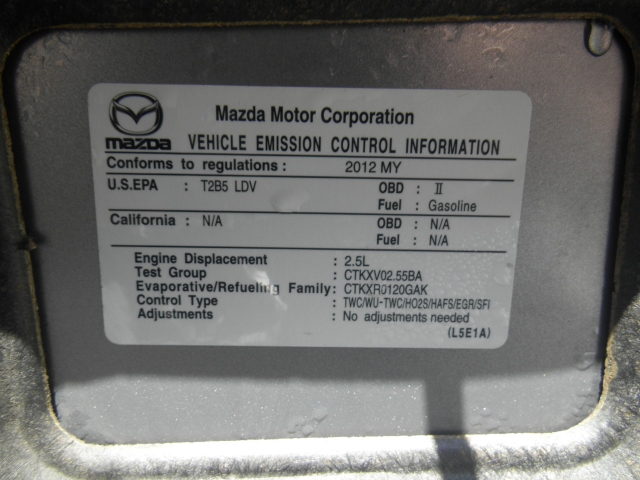 mazda
Mazda Motor Corporation
VEHICLE EMISSION CONTROL INFORMATION
Conforms to regulations : 2012 MY
U.S.EPA : T2B5 LDV OBD : II
Fuel : Gasoline
California : N/A OBD : N/A
Fuel : N/A
Engine Displacement : 2.5L
Test Group : CTKXV02.55BA
Evaporative/Refueling Family: CTKXR0120GAK
Control Type : TWC/WU-TWC/HO2S/HAFS/EGR/SFI
Adjustments : No adjustments needed
(L5E1A)